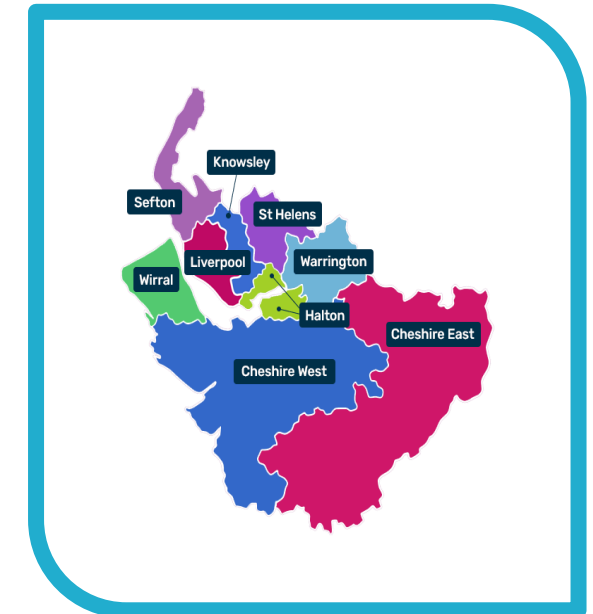 Knowsley
Sefton
St Helens
Liverpool
Warrington
Wirral
Halton
Cheshire East
Cheshire West